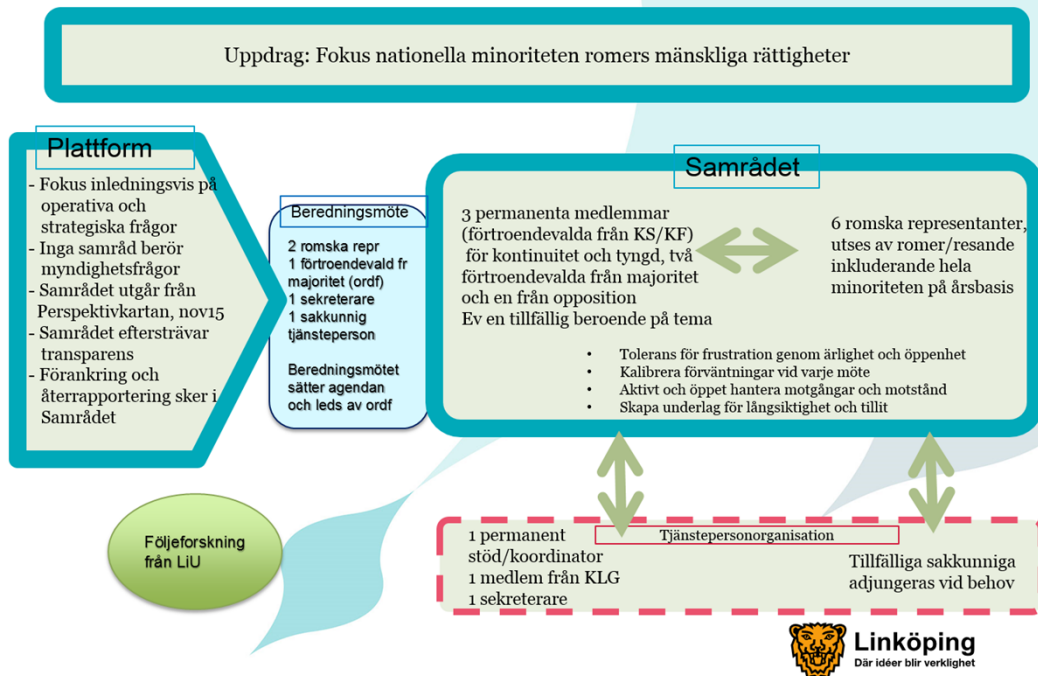 Uppdrag: Fokus nationella minoriteten romers mänskliga rättigheter
Plattform
- Fokus inledningsvis på
operativa och
strategiska frågor
- Inga samråd berör
myndighetsfrågor
- Samrådet utgår från
Perspektivkartan, nov15
- Samrådet eftersträvar
transparens
- Förankring och
återrapportering sker i
Samrådet
Beredningsmöte
2 romska repr
1 förtroendevald fr
majoritet (ordf)
1 sekreterare
1 sakkunnig
tjänsteperson
Beredningsmötet
sätter agendan
och leds av ordf
Samrådet
3 permanenta medlemmar
(förtroendevalda från KS/KF)
för kontinuitet och tyngd, två
förtroendevalda från majoritet
och en från opposition
Ev en tillfällig beroende på tema
6 romska representanter,
utses av romer/resande
inkluderande hela
minoriteten på årsbasis
• Tolerans för frustration genom ärlighet och öppenhet
• Kalibrera förväntningar vid varje möte
• Aktivt och öppet hantera motgångar och motstånd
• Skapa underlag för långsiktighet och tillit
Följeforskning
från LiU
Tjänstepersonorganisation
1 permanent
stöd/koordinator
1 medlem från KLG
1 sekreterare
Tillfälliga sakkunniga
adjungeras vid behov
Linköping
Där idéer blir verklighet